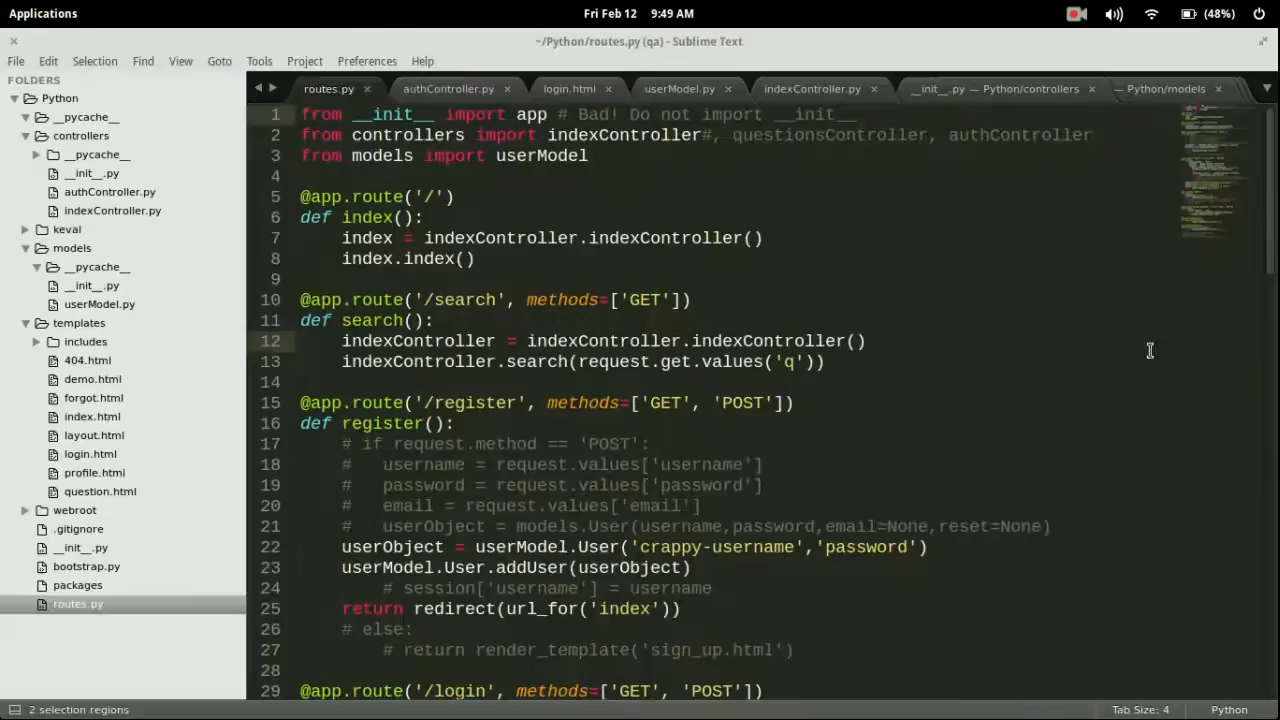 Applications
Fri Feb 12 9:49 AM
(48%)
~/Python/routes.py (qa) - Sublime Text
File Edit Selection Find View Goto Tools Project Preferences Help
FOLDERS
Python
__pycache__
controllers
__pycache__
__init__.py
authController.py
indexController.py
keval
models
__pycache__
__init__.py
userModel.py
templates
includes
404.html
demo.html
forgot.html
index.html
layout.html
login.html
profile.html
question.html
webroot
.gitignore
__init__.py
bootstrap.py
packages
routes.py
routes.py authController.py login.html userModel.py indexController.py __init__.py — Python/controllers — Python/models
1 from __init__ import app # Bad! Do not import __init__
2 from controllers import indexController#, questionsController, authController
3 from models import userModel
4
5 @app.route('/')
6 def index():
7     index = indexController.indexController()
8     index.index()
9
10 @app.route('/search', methods=['GET'])
11 def search():
12     indexController = indexController.indexController()
13     indexController.search(request.get.values('q'))
14
15 @app.route('/register', methods=['GET', 'POST'])
16 def register():
17     # if request.method == 'POST':
18     #   username = request.values['username']
19     #   password = request.values['password']
20     #   email = request.values['email']
21     #   userObject = models.User(username,password,email=None,reset=None)
22     userObject = userModel.User('crappy-username','password')
23     userModel.User.addUser(userObject)
24         # session['username'] = username
25     return redirect(url_for('index'))
26     # else:
27         # return render_template('sign_up.html')
28
29 @app.route('/login', methods=['GET', 'POST'])
2 selection regions
Tab Size: 4
Python